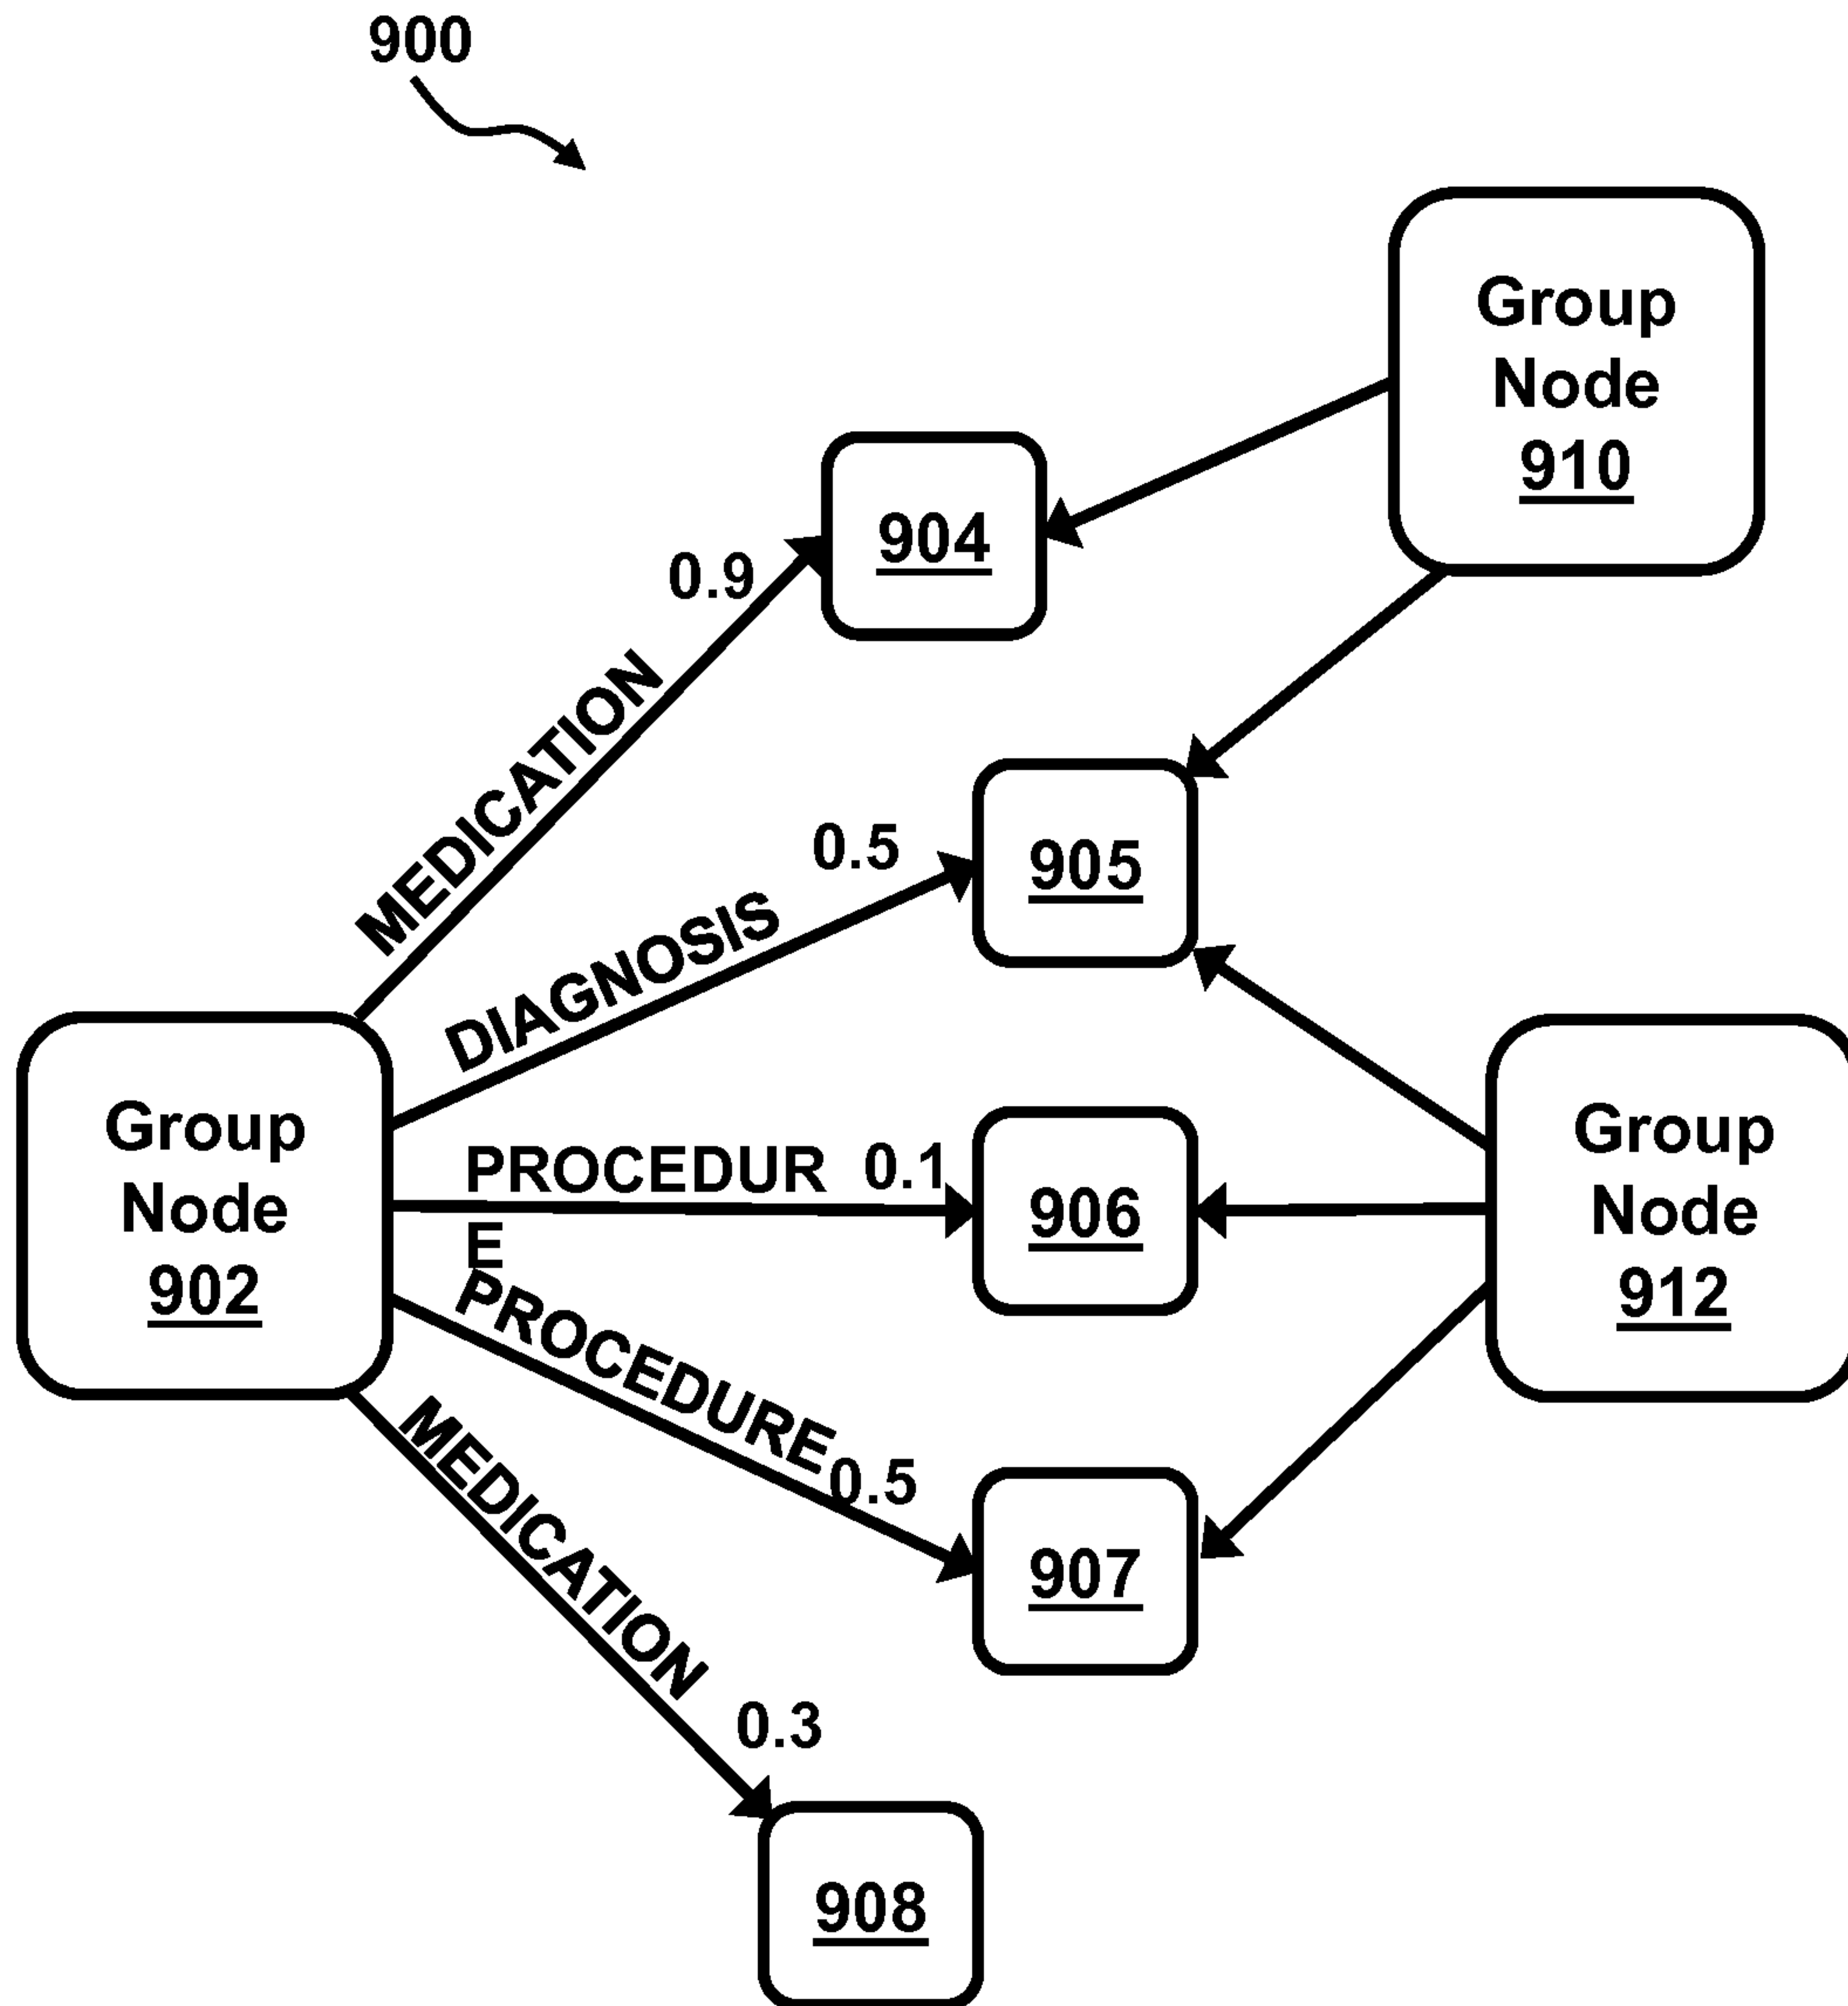 900
Group
Node
910
904
0.9
MEDICATION
905
0.5
DIAGNOSIS
Group
Node
902
PROCEDUR
E
0.1
906
Group
Node
912
PROCEDURE
0.5
907
MEDICATION
0.3
908